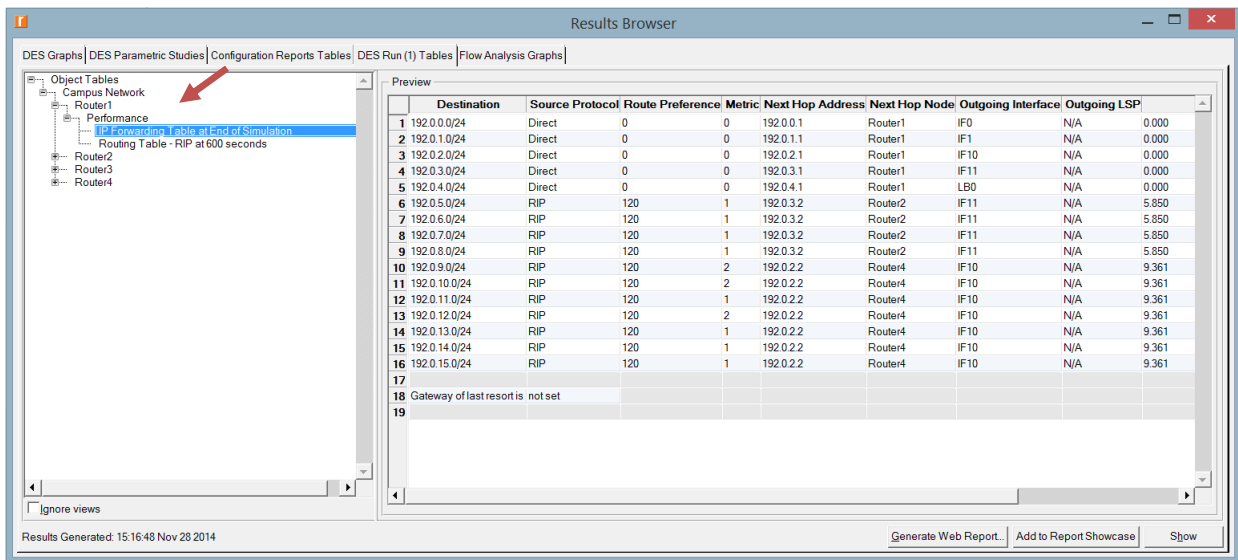 Results Browser
DES Graphs DES Parametric Studies Configuration Reports Tables DES Run (1) Tables Flow Analysis Graphs
Object Tables
Campus Network
Router1
Performance
IP Forwarding Table at End of Simulation
Routing Table - RIP at 600 seconds
Router2
Router3
Router4
Ignore views
Preview
Destination Source Protocol Route Preference Metric Next Hop Address Next Hop Node Outgoing Interface Outgoing LSP
1 192.0.0.0/24 Direct 0 0 192.0.0.1 Router1 IF0 N/A 0.000
2 192.0.1.0/24 Direct 0 0 192.0.1.1 Router1 IF1 N/A 0.000
3 192.0.2.0/24 Direct 0 0 192.0.2.1 Router1 IF10 N/A 0.000
4 192.0.3.0/24 Direct 0 0 192.0.3.1 Router1 IF11 N/A 0.000
5 192.0.4.0/24 Direct 0 0 192.0.4.1 Router1 LB0 N/A 0.000
6 192.0.5.0/24 RIP 120 1 192.0.3.2 Router2 IF11 N/A 5.850
7 192.0.6.0/24 RIP 120 1 192.0.3.2 Router2 IF11 N/A 5.850
8 192.0.7.0/24 RIP 120 1 192.0.3.2 Router2 IF11 N/A 5.850
9 192.0.8.0/24 RIP 120 1 192.0.3.2 Router2 IF11 N/A 5.850
10 192.0.9.0/24 RIP 120 2 192.0.2.2 Router4 IF10 N/A 9.361
11 192.0.10.0/24 RIP 120 2 192.0.2.2 Router4 IF10 N/A 9.361
12 192.0.11.0/24 RIP 120 1 192.0.2.2 Router4 IF10 N/A 9.361
13 192.0.12.0/24 RIP 120 2 192.0.2.2 Router4 IF10 N/A 9.361
14 192.0.13.0/24 RIP 120 1 192.0.2.2 Router4 IF10 N/A 9.361
15 192.0.14.0/24 RIP 120 1 192.0.2.2 Router4 IF10 N/A 9.361
16 192.0.15.0/24 RIP 120 1 192.0.2.2 Router4 IF10 N/A 9.361
17
18 Gateway of last resort is not set
19
Results Generated: 15:16:48 Nov 28 2014
Generate Web Report... Add to Report Showcase Show